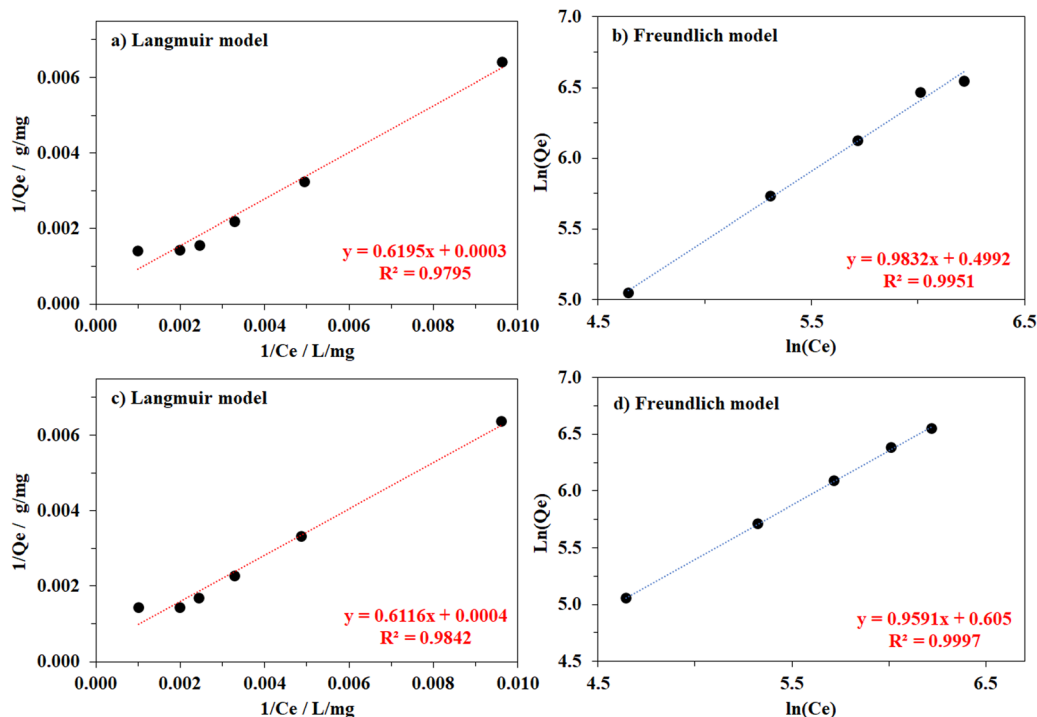 a) Langmuir model
1/Qe / g/mg
0.006
0.004
0.002
0.000
y = 0.6195x + 0.0003
R² = 0.9795
0.000 0.002 0.004 0.006 0.008 0.010
1/Ce / L/mg
b) Freundlich model
Ln(Qe)
7.0
6.5
6.0
5.5
5.0
y = 0.9832x + 0.4992
R² = 0.9951
4.5 5.5 6.5
ln(Ce)
c) Langmuir model
1/Qe / g/mg
0.006
0.004
0.002
0.000
y = 0.6116x + 0.0004
R² = 0.9842
0.000 0.002 0.004 0.006 0.008 0.010
1/Ce / L/mg
d) Freundlich model
Ln(Qe)
7.0
6.5
6.0
5.5
5.0
4.5
y = 0.9591x + 0.605
R² = 0.9997
4.5 5.5 6.5
ln(Ce)